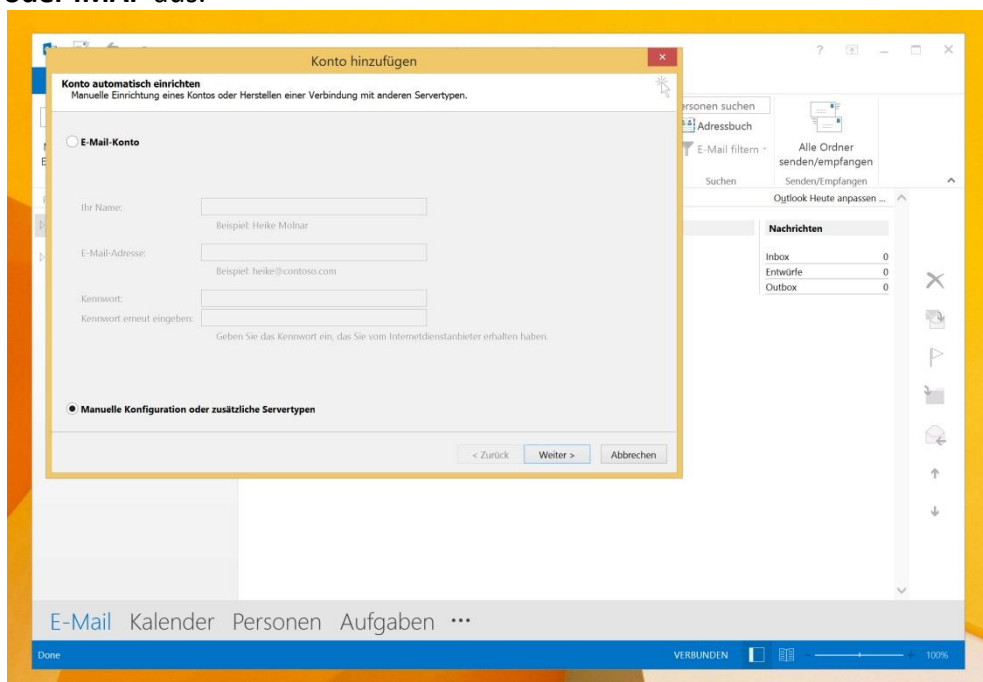 Konto hinzufügen
Konto automatisch einrichten
Manuelle Einrichtung eines Kontos oder Herstellen einer Verbindung mit anderen Servertypen.
E-Mail-Konto
Ihr Name:
Beispiel: Heike Molnar
E-Mail-Adresse:
Beispiel: heike@contoso.com
Kennwort:
Kennwort erneut eingeben:
Geben Sie das Kennwort ein, das Sie vom Internetdienstanbieter erhalten haben.
Manuelle Konfiguration oder zusätzliche Servertypen
< Zurück Weiter > Abbrechen
suchen
Adressbuch
E-Mail filtern
Suchen
Alle Ordner
senden/empfangen
Senden/Empfangen
Outlook Heute anpassen ...
Nachrichten
Inbox 0
Entwürfe 0
Outbox 0
E-Mail Kalender Personen Aufgaben ...
Done VERBUNDEN 100%